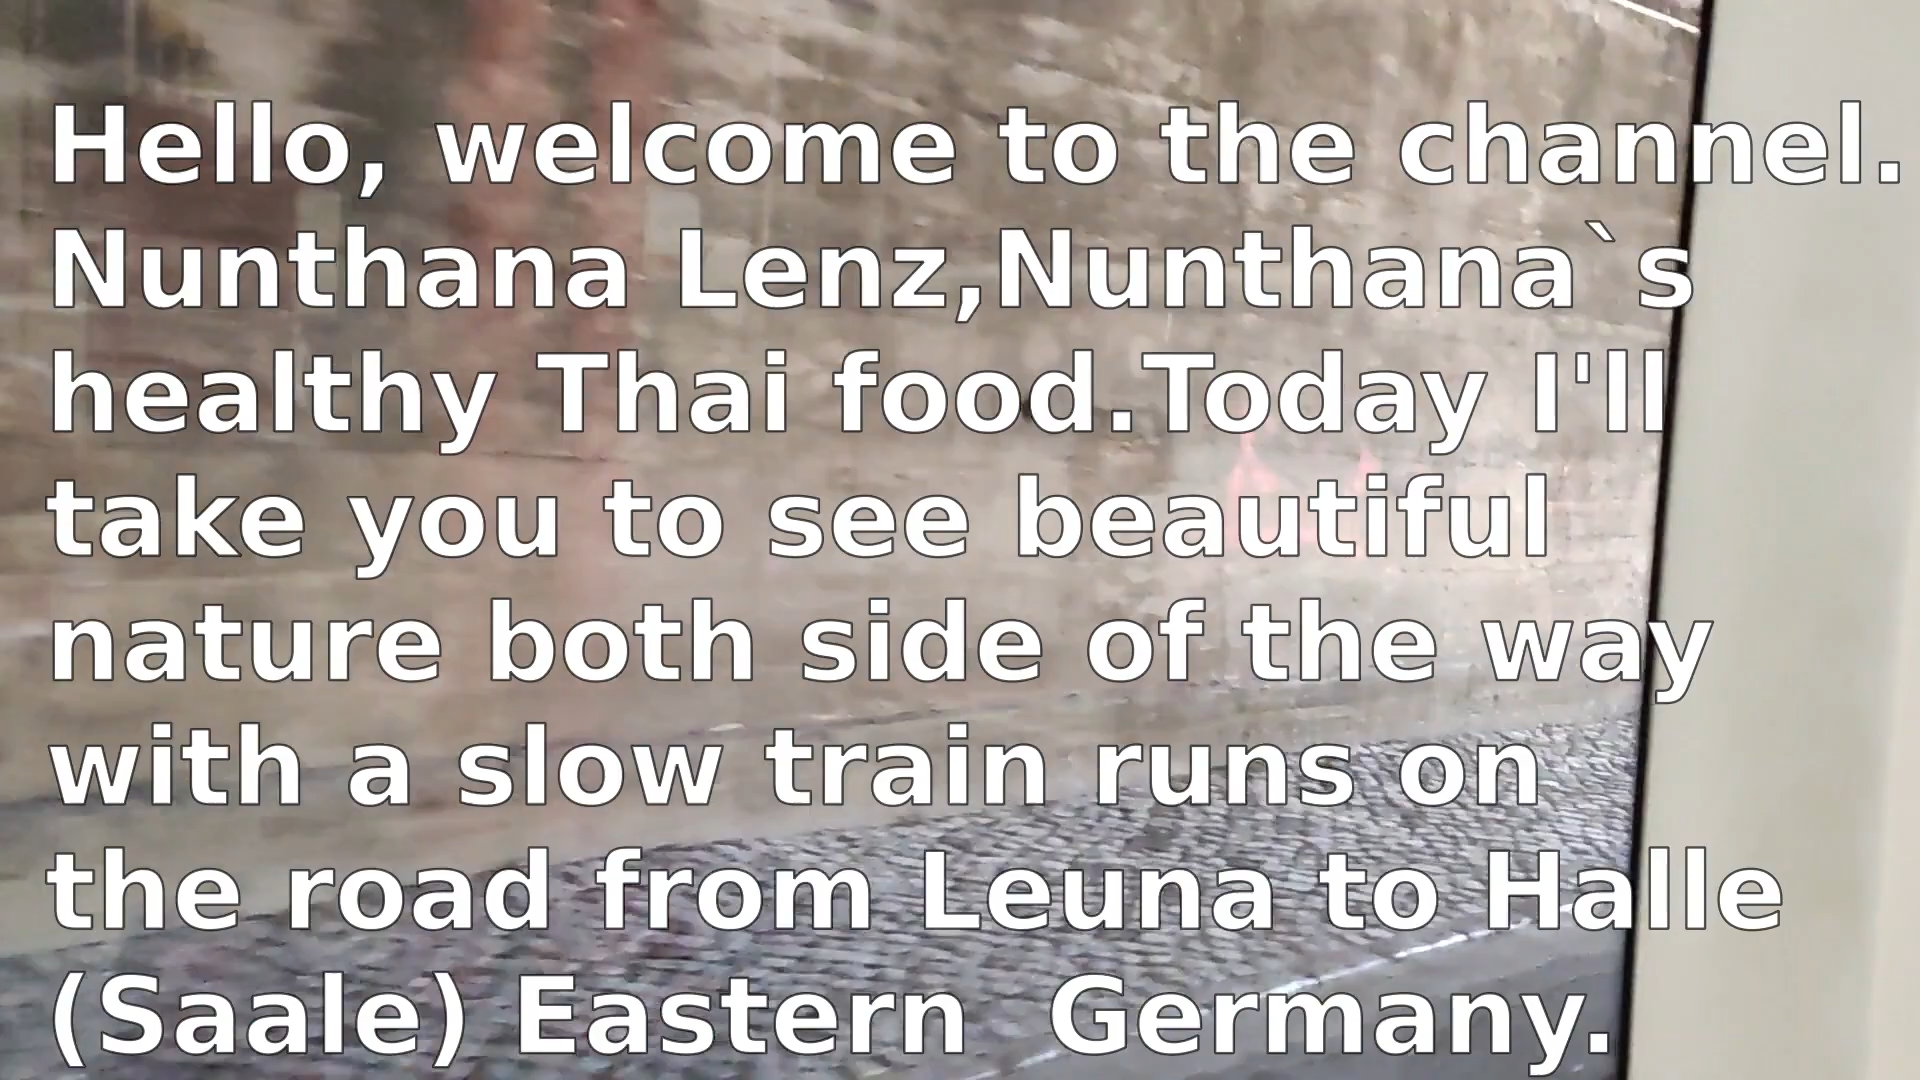 Hello, welcome to the channel.
Nunthana Lenz,Nunthana`s
healthy Thai food.Today I'll
take you to see beautiful
nature both side of the way
with a slow train runs on
the road from Leuna to Halle
(Saale) Eastern  Germany.